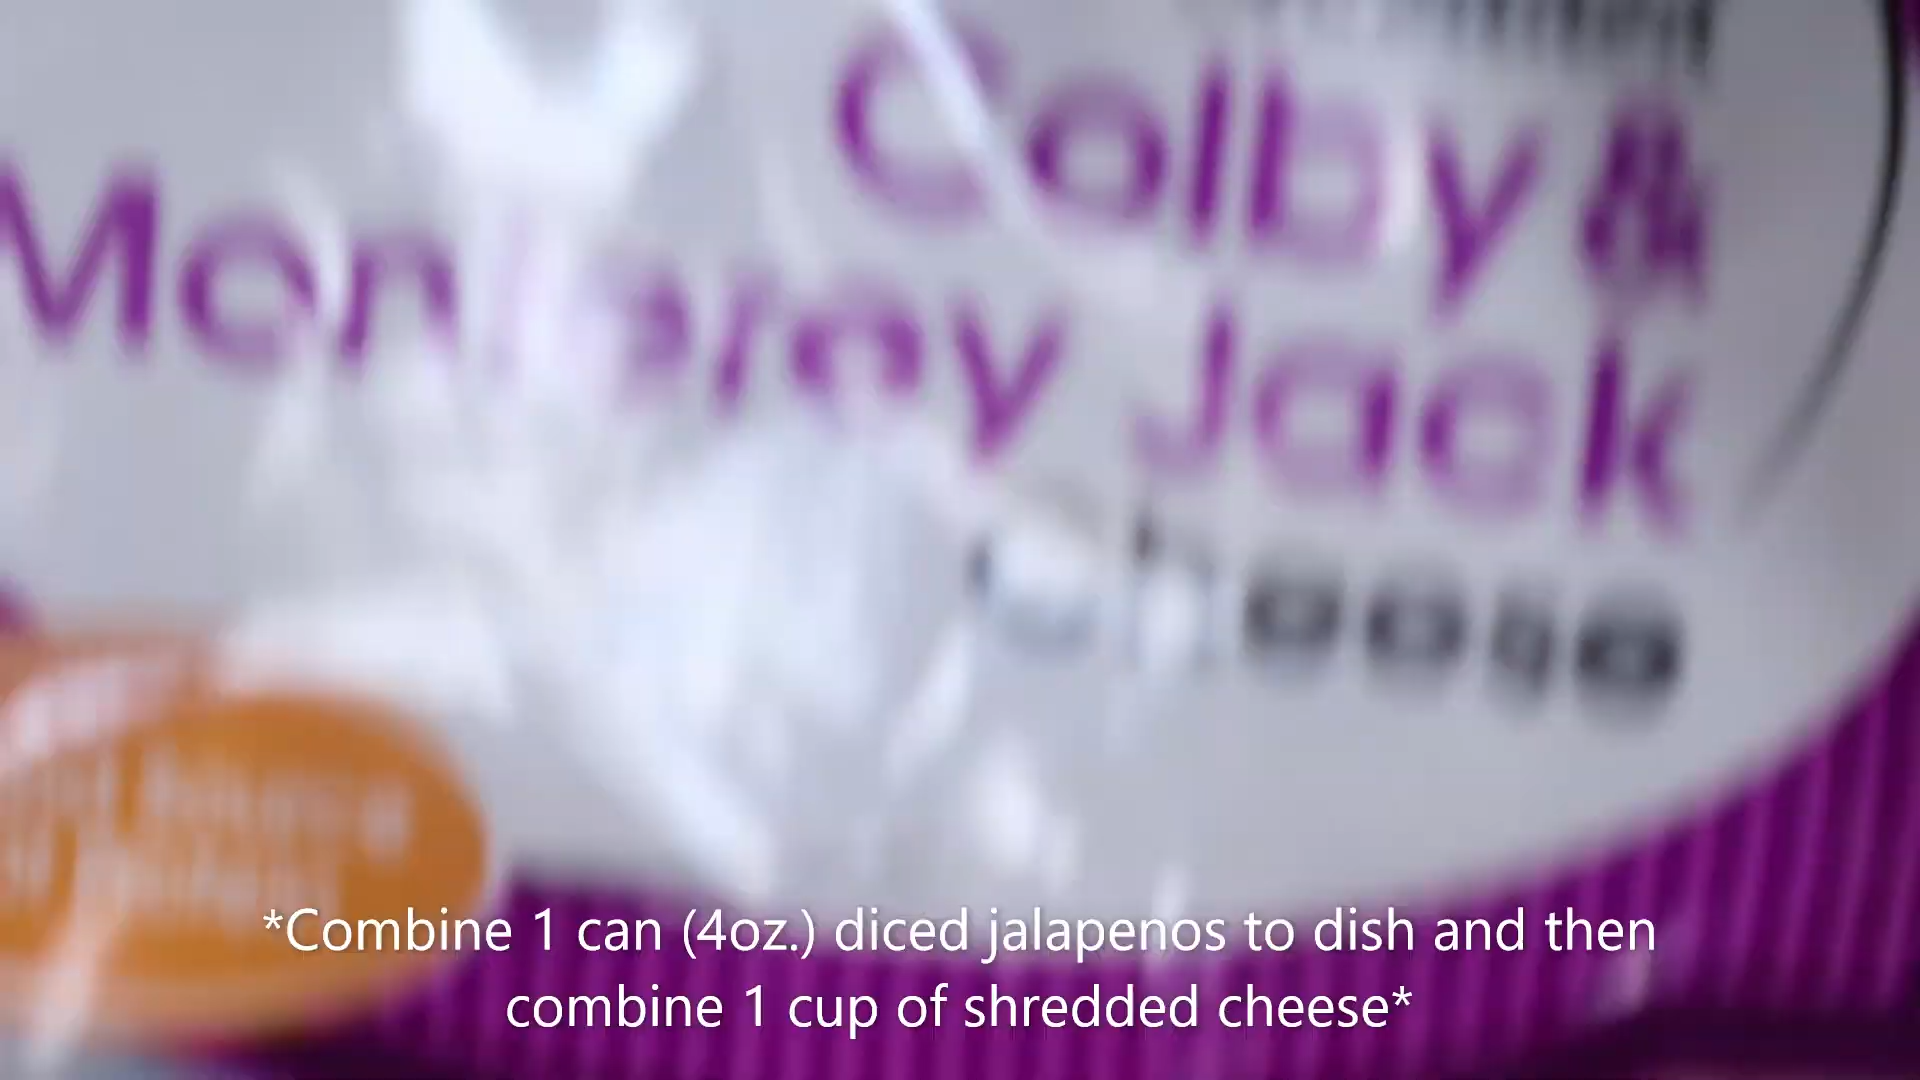 Colby &
Monterey Jack
Cheese
*Combine 1 can (4oz.) diced jalapenos to dish and then
combine 1 cup of shredded cheese*